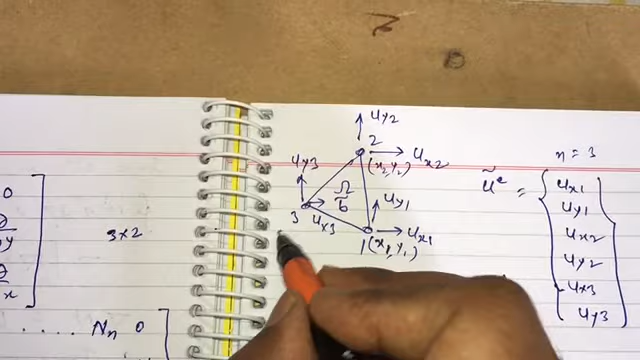 0
∂
∂y
∂
∂x
3×2
. . . . . Nn 0
uy2
2
ux2
(x2,y2)
uy3
Ω
6
uy1
3
ux3
ux1
1(x1,y1)
n = 3
ũe =
ux1
uy1
ux2
uy2
ux3
uy3